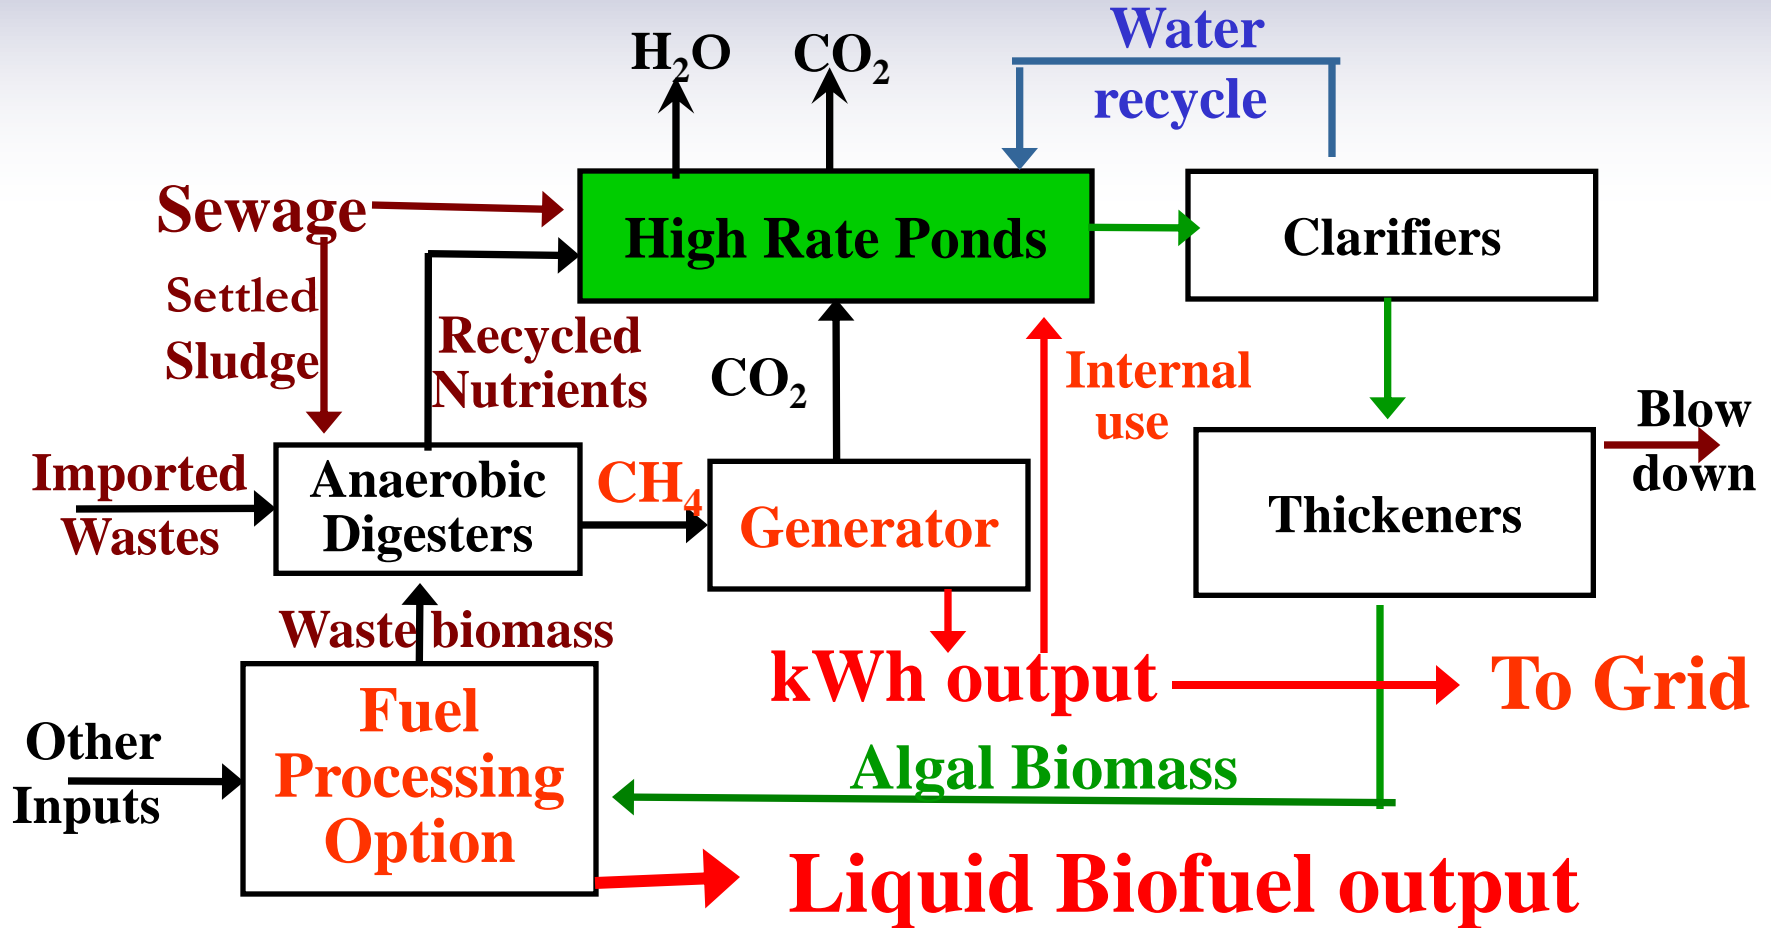 Water
recycle
H₂O
CO₂
Sewage
High Rate Ponds
Clarifiers
Settled
Sludge
Recycled
Nutrients
CO₂
Internal
use
Blow
down
Imported
Wastes
Anaerobic
Digesters
CH₄
Generator
Thickeners
Waste biomass
kWh output
To Grid
Fuel
Processing
Option
Other
Inputs
Algal Biomass
Liquid Biofuel output